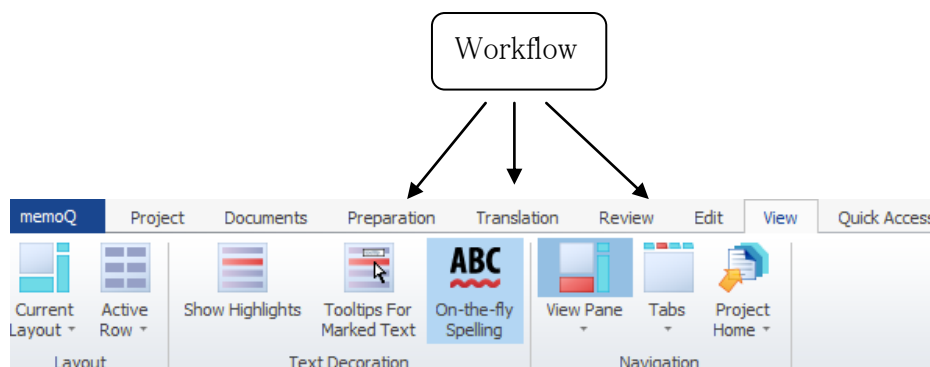 Workflow
memoQ Project Documents Preparation Translation Review Edit View Quick Access
Current Layout Active Row Show Highlights Tooltips For Marked Text ABC On-the-fly Spelling View Pane Tabs Project Home
Layout Text Decoration Navigation